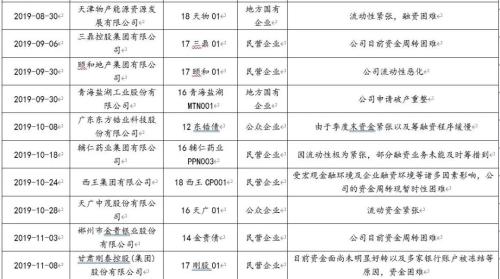 2019-08-30 天津物产能源资源发 18 天物 01 地方国有 流动性紧张，融资困难
展有限公司 企业
2019-09-06 三鼎控股集团有限公 17 三鼎 01 民营企业 公司目前资金周转困难
司
2019-09-30 颐和地产集团有限公 17 颐和 01 民营企业 公司流动性恶化
司
2019-09-30 青海盐湖工业股份有 16 青海盐湖 地方国有 公司申请破产重整
限公司 MTN001 企业
2019-10-08 广东东方锆业科技股 12 东锆债 公众企业 由于季度末资金紧张以及筹融资程序缓慢
份有限公司
2019-10-18 辅仁药业集团有限公 16 辅仁药业 民营企业 因流动性极为紧张，部分融资业务未能及时筹措到
司 PPN003
2019-10-24 西王集团有限公司 18 西王 CP001 民营企业 受宏观金融环境及企业融资环境等诸多因素影响，公
司的资金周转现暂时性困难
2019-10-28 天广中茂股份有限公 16 天广 01 公众企业 流动资金紧张
司
2019-11-03 郴州市金贵银业股份 14 金贵债 民营企业 公司目前资金周转困难
有限公司
2019-11-08 甘肃刚泰控股(集团) 17 刚股 01 民营企业 目前资金面尚未明显好转以及多家银行账户被冻结等
股份有限公司 原因，资金困难